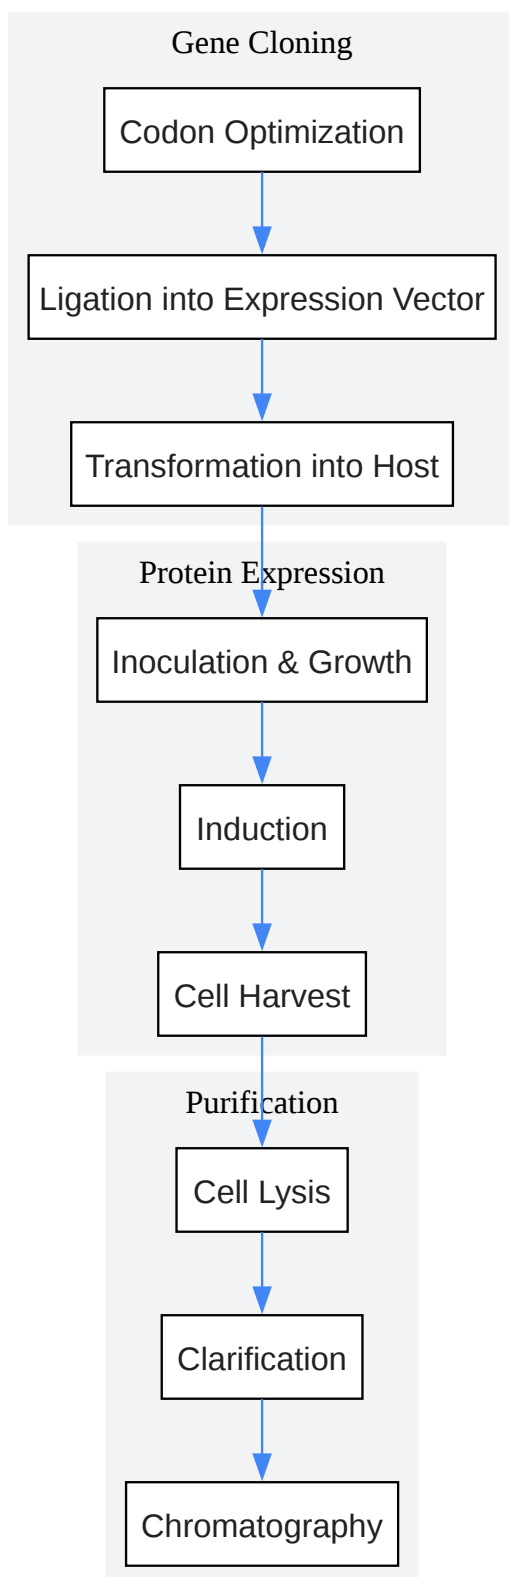 Gene Cloning
Codon Optimization
Ligation into Expression Vector
Transformation into Host
Protein Expression
Inoculation & Growth
Induction
Cell Harvest
Purification
Cell Lysis
Clarification
Chromatography